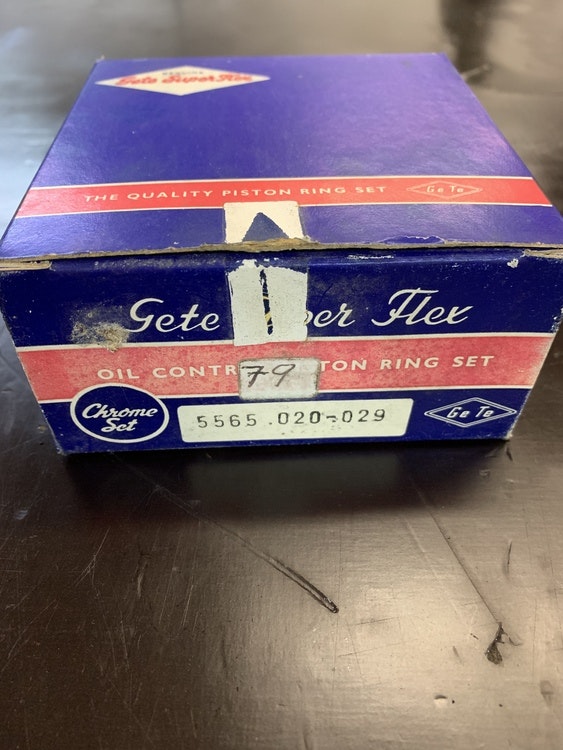 Gete Super Flex
THE QUALITY PISTON RING SET
GeTe
Gete per Flex
OIL CONTR TON RING SET
79
Chrome
Set
5565.020-029
GeTe